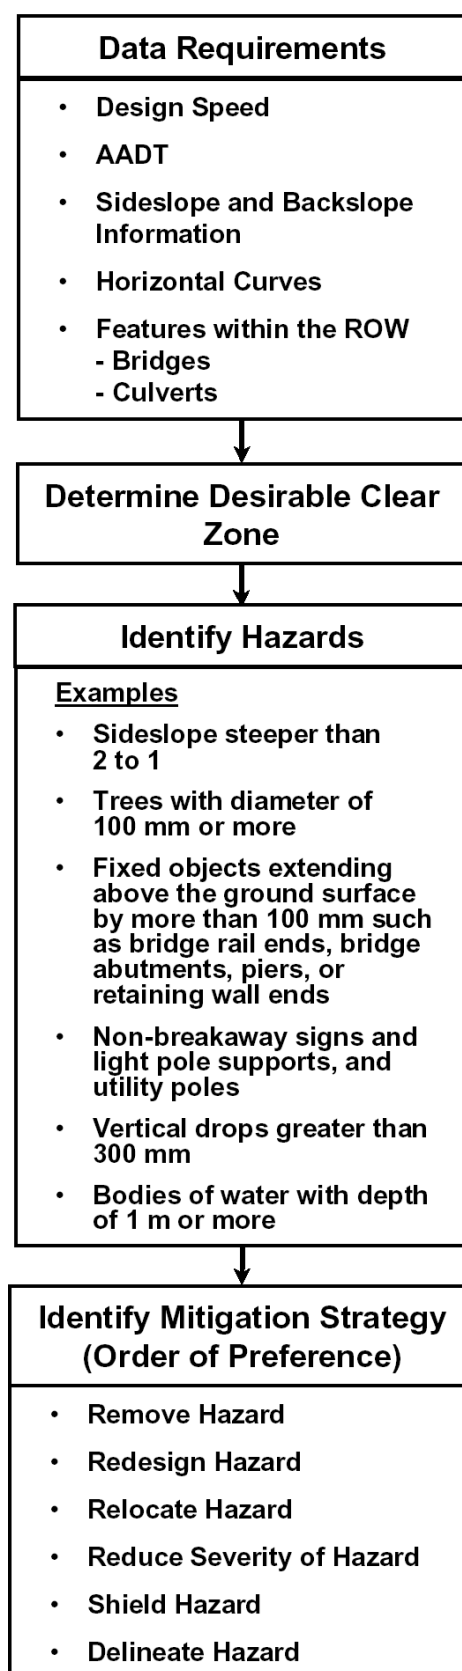 Data Requirements
• Design Speed
• AADT
• Sideslope and Backslope
Information
• Horizontal Curves
• Features within the ROW
- Bridges
- Culverts
Determine Desirable Clear
Zone
Identify Hazards
Examples
• Sideslope steeper than
2 to 1
• Trees with diameter of
100 mm or more
• Fixed objects extending
above the ground surface
by more than 100 mm such
as bridge rail ends, bridge
abutments, piers, or
retaining wall ends
• Non-breakaway signs and
light pole supports, and
utility poles
• Vertical drops greater than
300 mm
• Bodies of water with depth
of 1 m or more
Identify Mitigation Strategy
(Order of Preference)
• Remove Hazard
• Redesign Hazard
• Relocate Hazard
• Reduce Severity of Hazard
• Shield Hazard
• Delineate Hazard